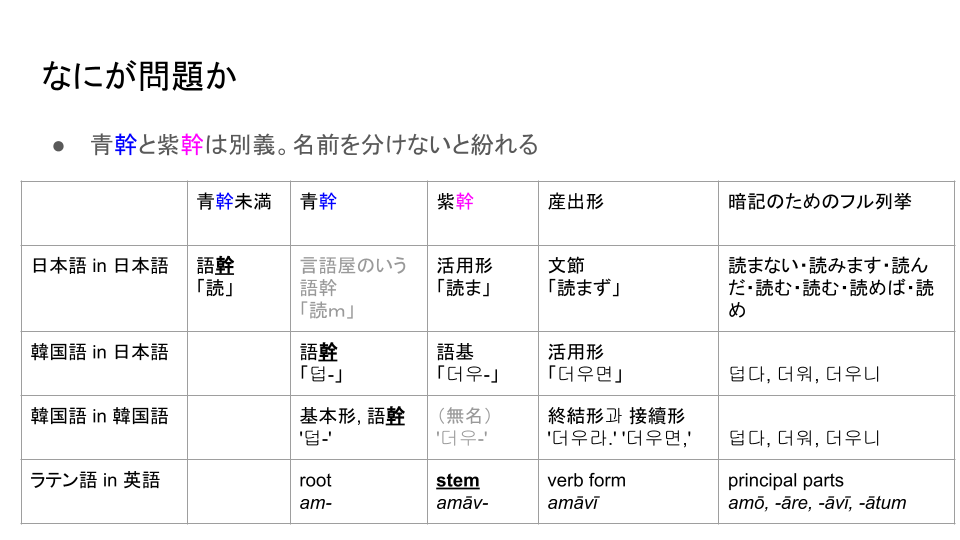 なにが問題か
● 青幹と紫幹は別義。名前を分けないと紛れる
青幹未満 青幹 紫幹 産出形 暗記のためのフル列挙
日本語 in 日本語
語幹
「読」
言語屋のいう
語幹
「読ｍ」
活用形
「読ま」
文節
「読まず」
読まない・読みます・読ん
だ・読む・読む・読めば・読
め
韓国語 in 日本語
語幹
「덥-」
語基
「더우-」
活用形
「더우면」
덥다, 더워, 더우니
韓国語 in 韓国語
基本形, 語幹
'덥-'
（無名）
'더우-'
終結形과 接續形
'더우라.' '더우면,'
덥다, 더워, 더우니
ラテン語 in 英語
root
am-
stem
amāv-
verb form
amāvī
principal parts
amō, -āre, -āvī, -ātum